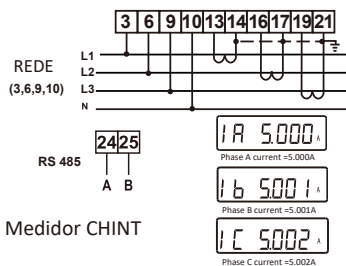 3 6 9 10 13 14 16 17 19 21
L1
REDE
L2
(3,6,9,10)
L3
N
24 25
RS 485
A B
IA 5.000 A
Phase A current =5.000A
Ib 5.001 A
Phase B current =5.001A
IC 5.002 A
Phase C current =5.002A
Medidor CHINT